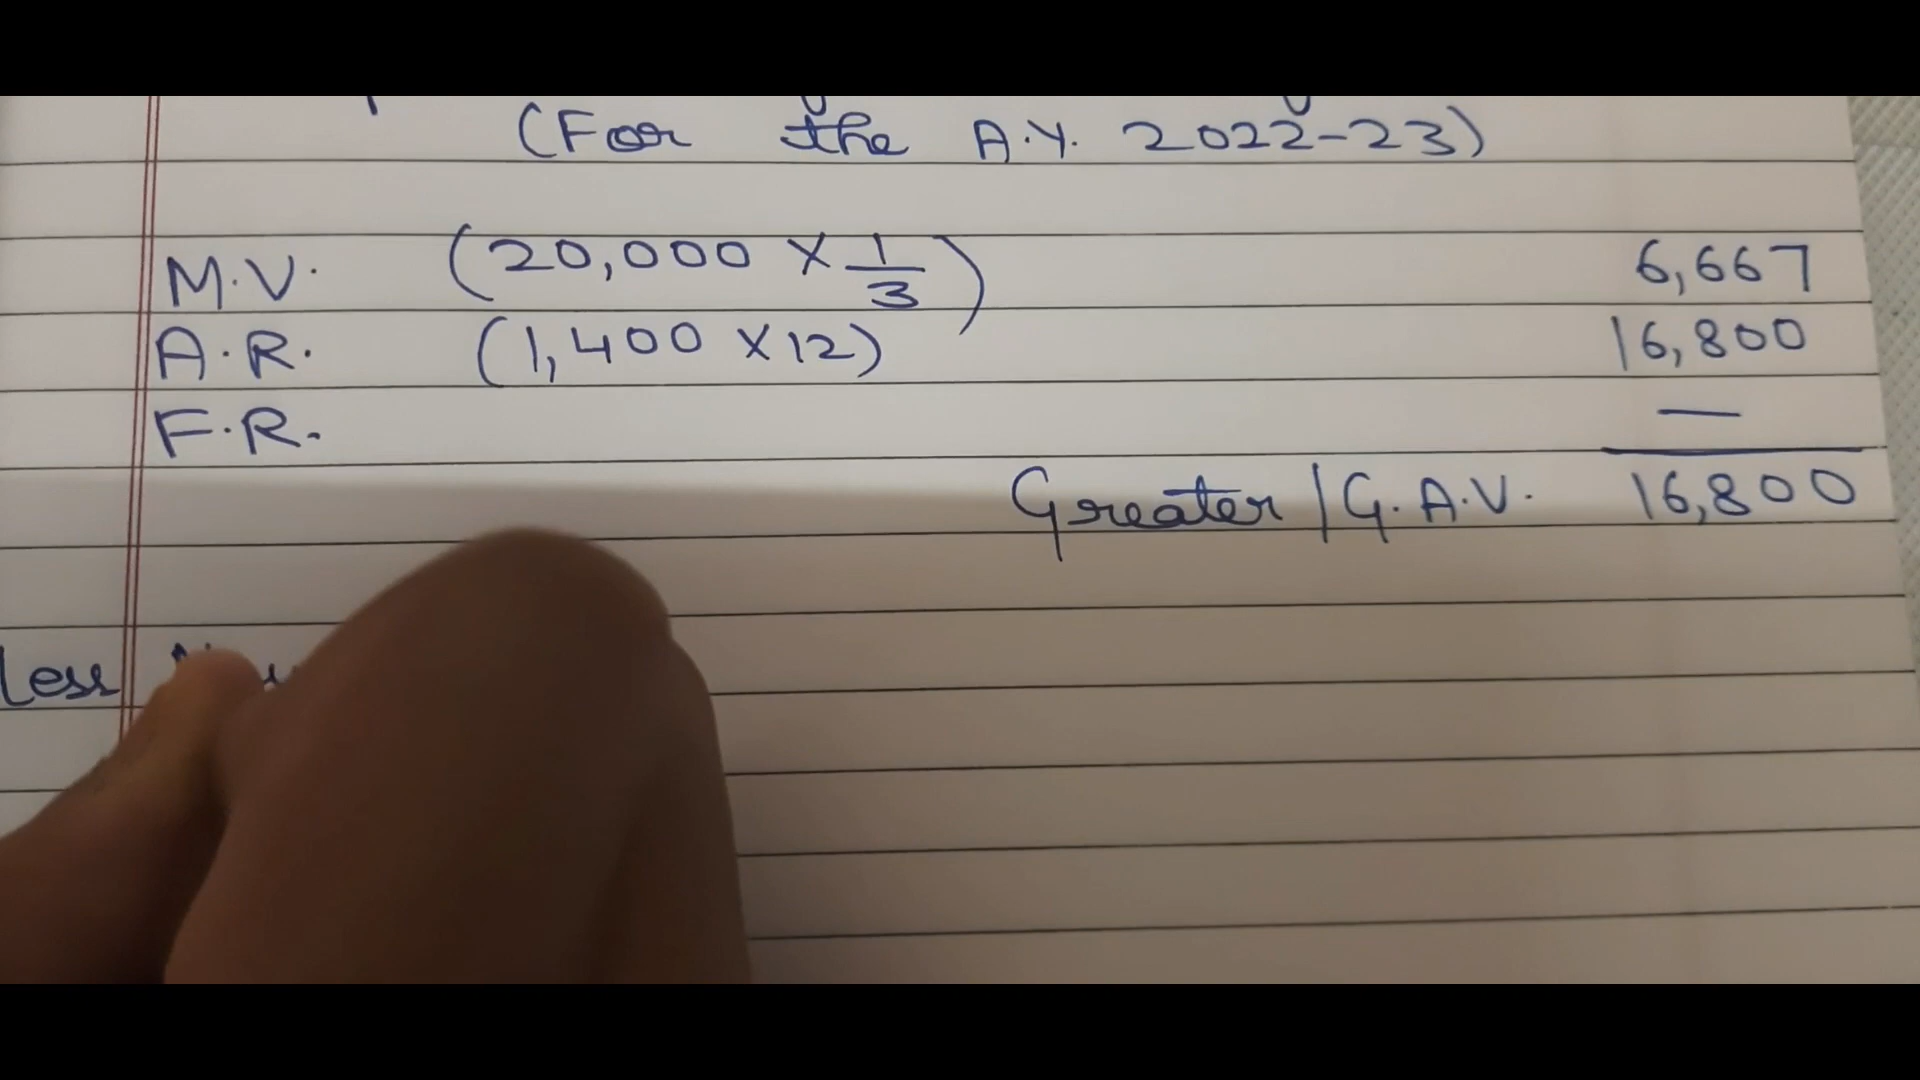 (For the A.Y. 2022-23)
M.V. (20,000 × 1/3) 6,667
A.R. (1,400 × 12) 16,800
F.R. —
Greater / G.A.V. 16,800
Less